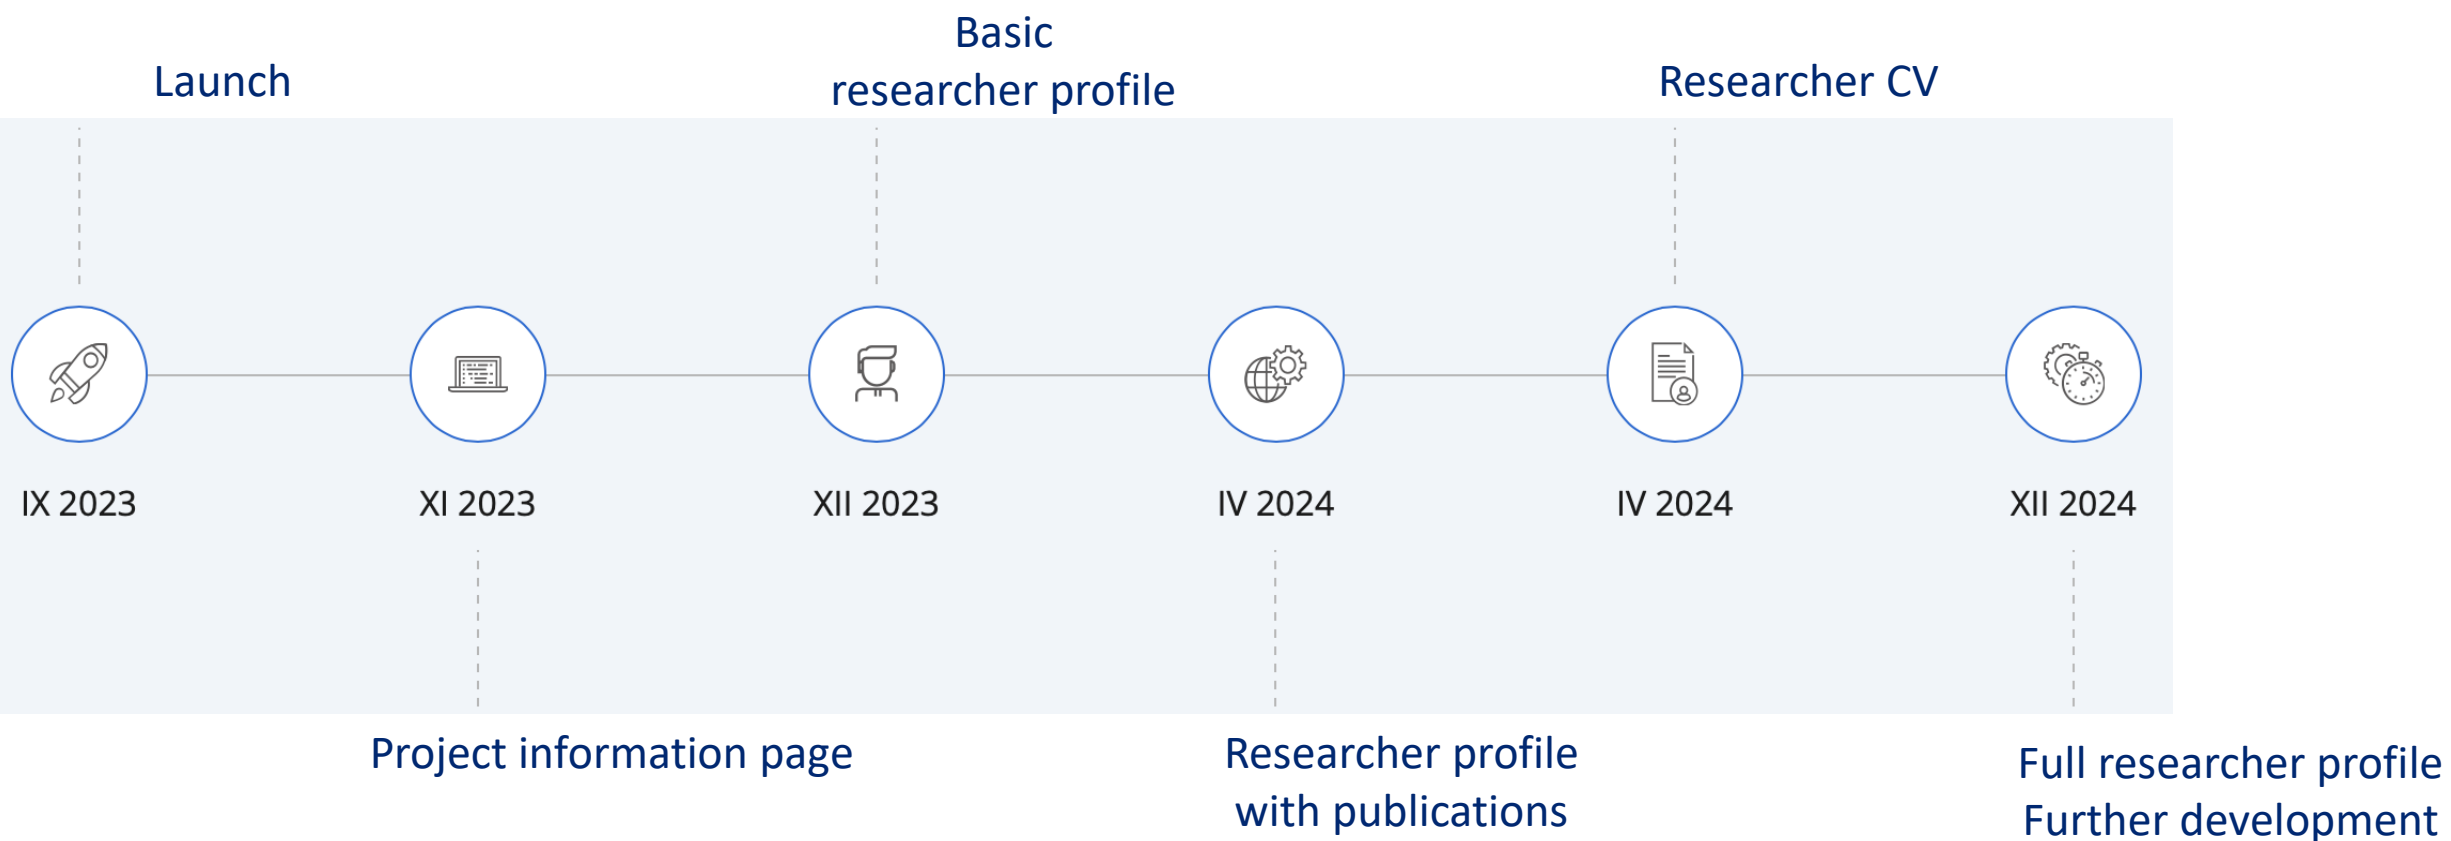 Launch
Basic
researcher profile
Researcher CV
IX 2023
XI 2023
XII 2023
IV 2024
IV 2024
XII 2024
Project information page
Researcher profile
with publications
Full researcher profile
Further development